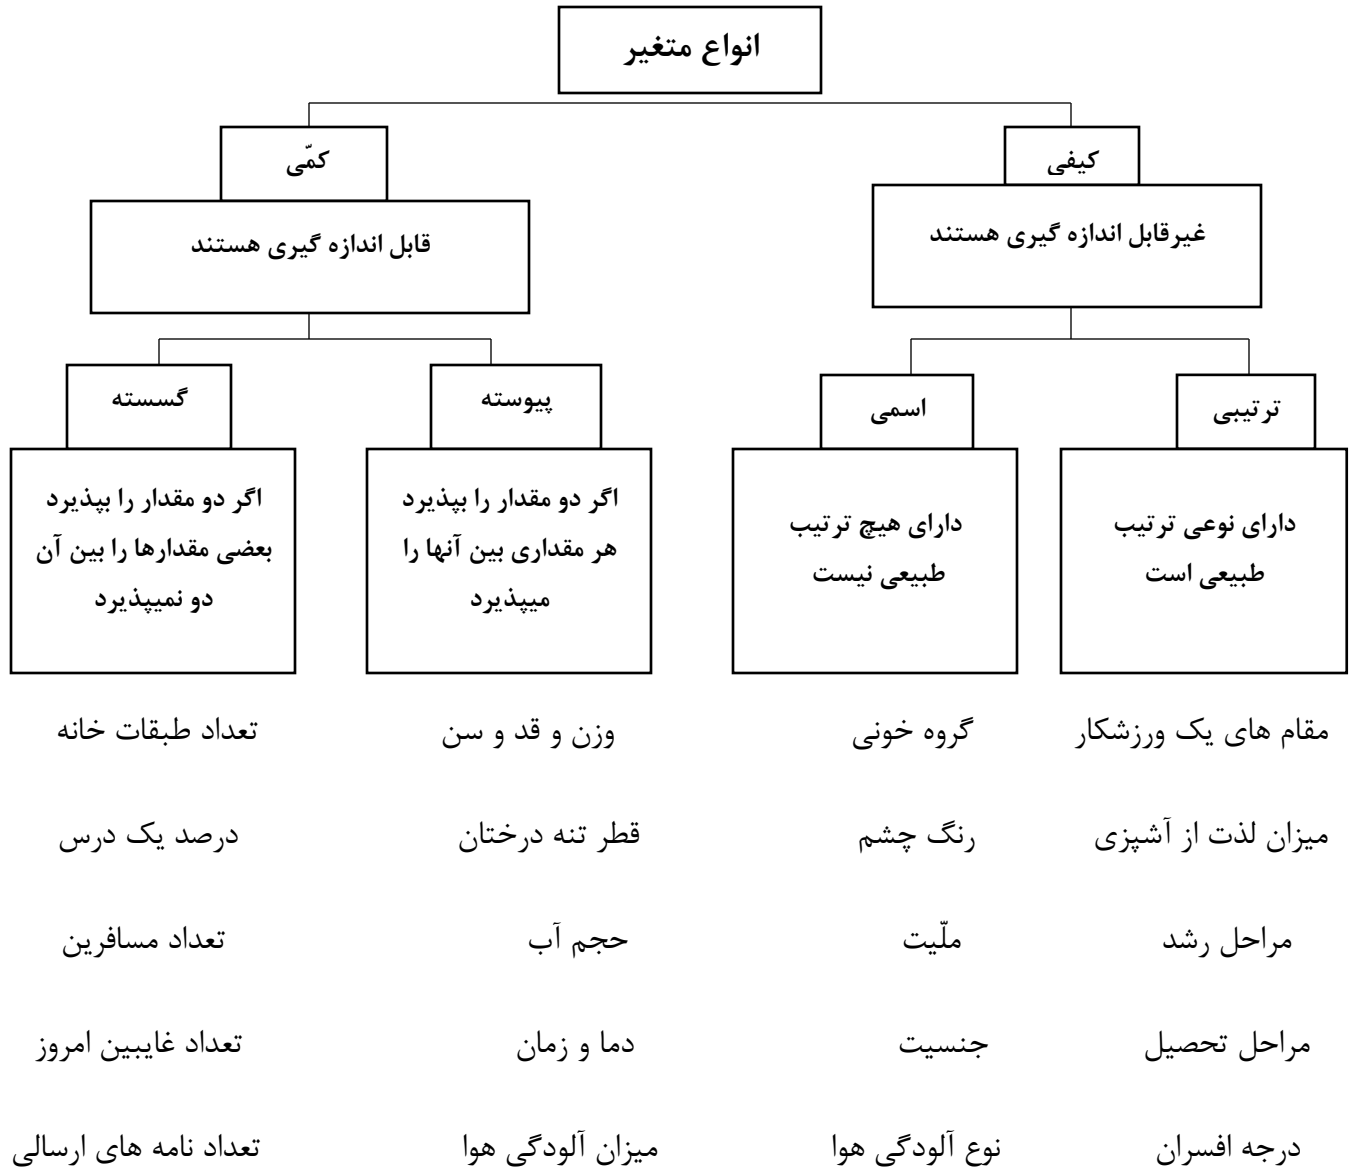 انواع متغیر
کیفی
کمّی
غیرقابل اندازه گیری هستند
قابل اندازه گیری هستند
ترتیبی
اسمی
پیوسته
گسسته
دارای نوعی ترتیب
طبیعی است
دارای هیچ ترتیب
طبیعی نیست
اگر دو مقدار را بپذیرد
هر مقداری بین آنها را
میپذیرد
اگر دو مقدار را بپذیرد
بعضی مقدارها را بین آن
دو نمیپذیرد
مقام های یک ورزشکار گروه خونی وزن و قد و سن تعداد طبقات خانه
میزان لذت از آشپزی رنگ چشم قطر تنه درختان درصد یک درس
مراحل رشد ملّیت حجم آب تعداد مسافرین
مراحل تحصیل جنسیت دما و زمان تعداد غایبین امروز
درجه افسران نوع آلودگی هوا میزان آلودگی هوا تعداد نامه های ارسالی